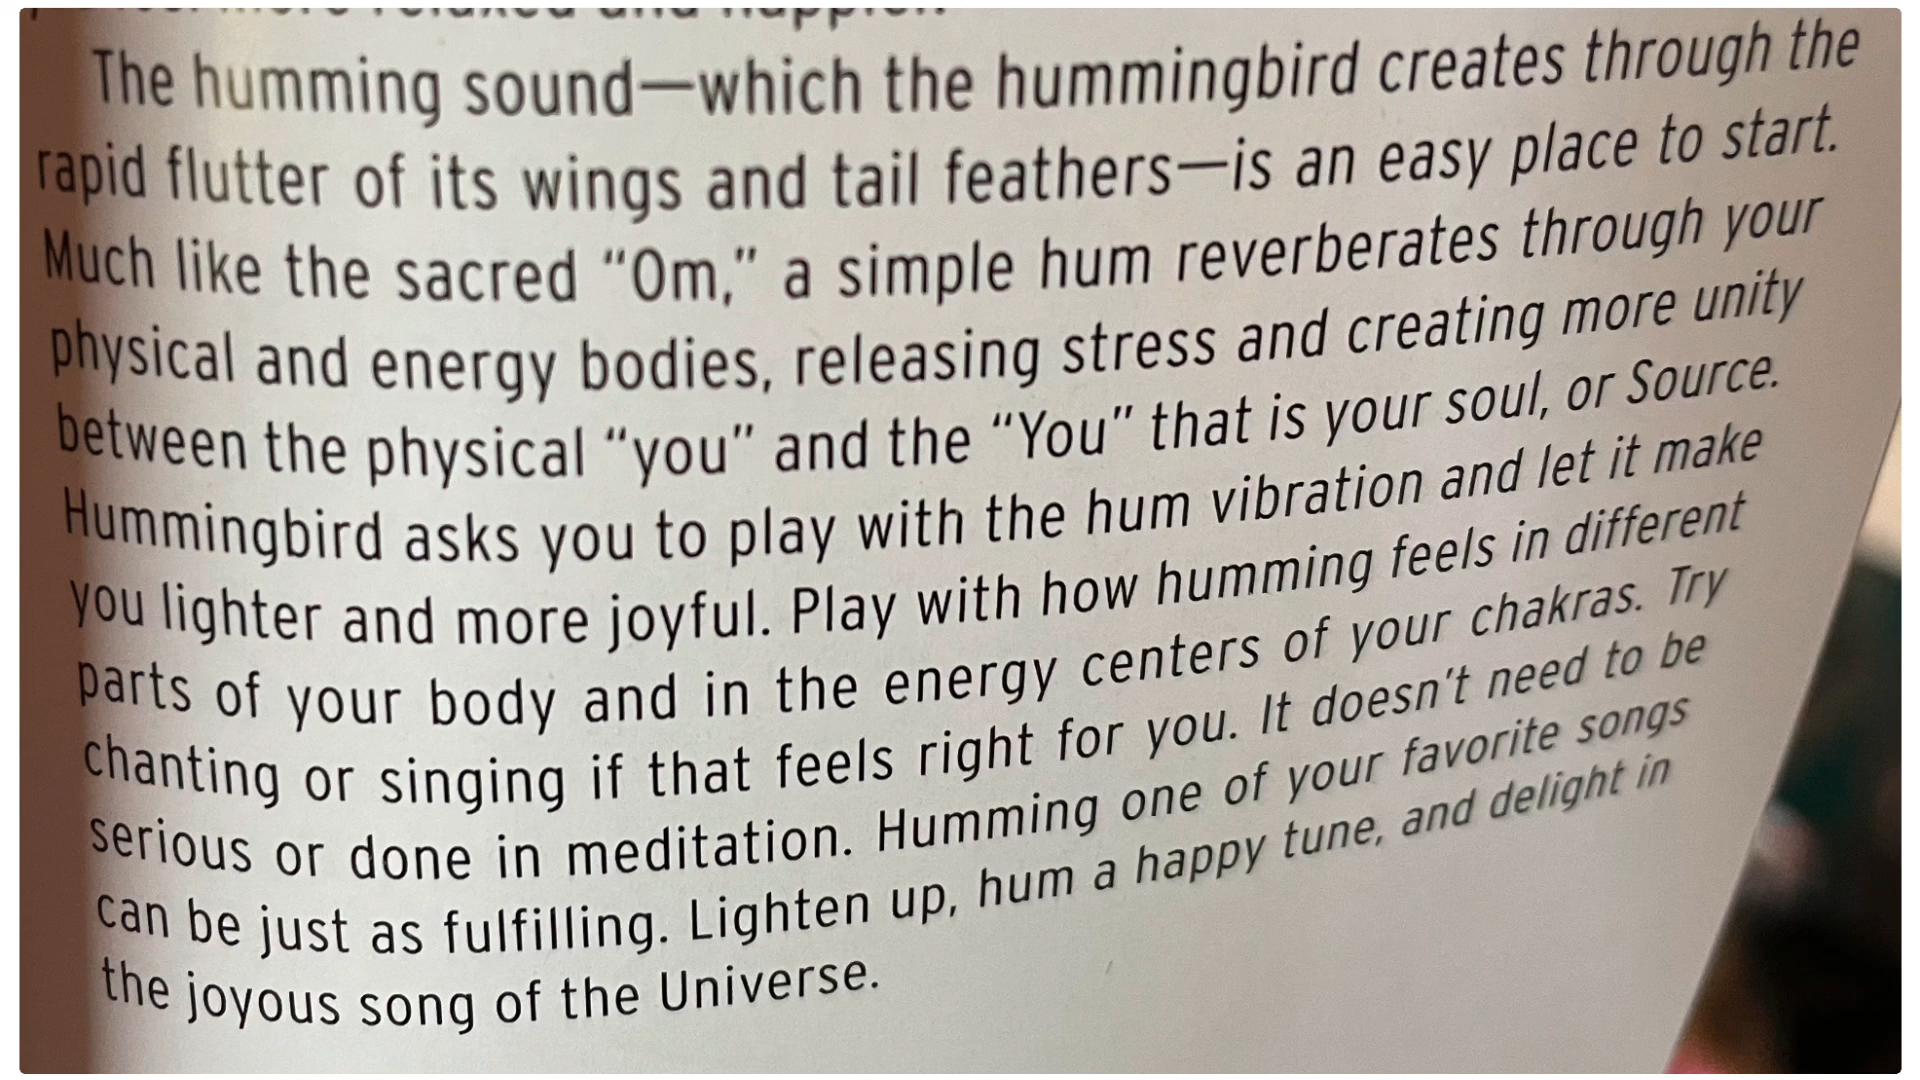 more relaxed and happier.
The humming sound—which the hummingbird creates through the
rapid flutter of its wings and tail feathers—is an easy place to start.
Much like the sacred “Om,” a simple hum reverberates through your
physical and energy bodies, releasing stress and creating more unity
between the physical “you” and the “You” that is your soul, or Source.
Hummingbird asks you to play with the hum vibration and let it make
you lighter and more joyful. Play with how humming feels in different
parts of your body and in the energy centers of your chakras. Try
chanting or singing if that feels right for you. It doesn’t need to be
serious or done in meditation. Humming one of your favorite songs
can be just as fulfilling. Lighten up, hum a happy tune, and delight in
the joyous song of the Universe.